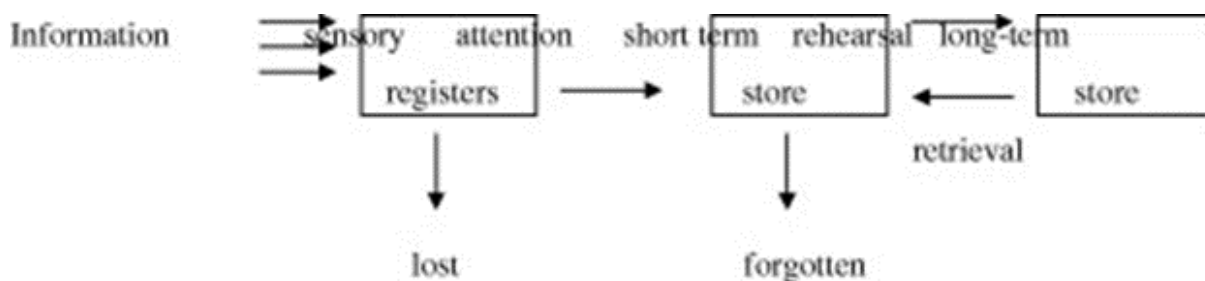 Information sensory attention short term rehearsal long-term
registers store store
retrieval
lost forgotten